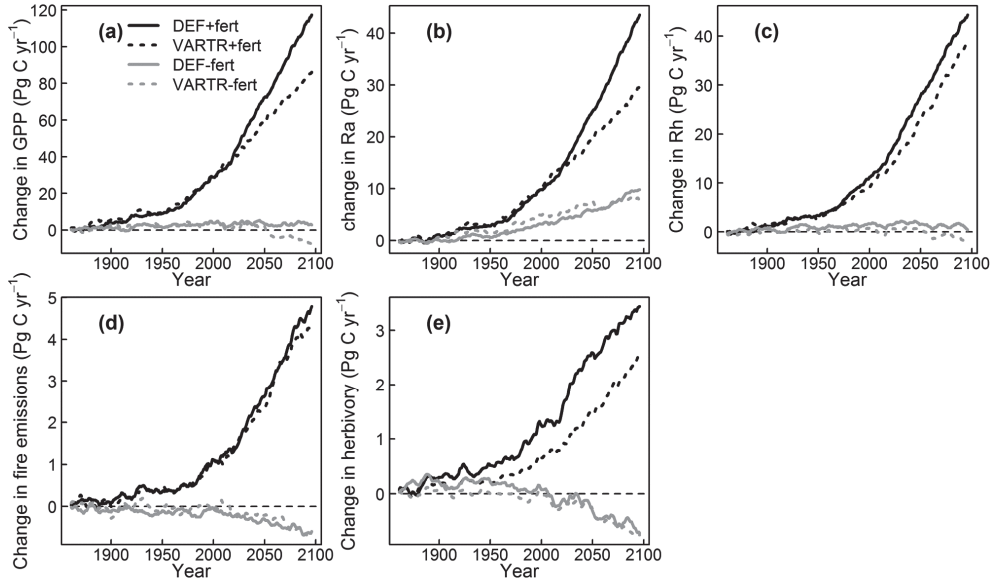 (a)
DEF+fert
VARTR+fert
DEF-fert
VARTR-fert
Change in GPP (Pg C yr−1)
120
100
80
60
40
20
0
1900 1950 2000 2050 2100
Year
(b)
change in Ra (Pg C yr−1)
40
30
20
10
0
1900 1950 2000 2050 2100
Year
(c)
Change in Rh (Pg C yr−1)
40
30
20
10
0
1900 1950 2000 2050 2100
Year
(d)
Change in fire emissions (Pg C yr−1)
5
4
3
2
1
0
1900 1950 2000 2050 2100
Year
(e)
Change in herbivory (Pg C yr−1)
3
2
1
0
1900 1950 2000 2050 2100
Year